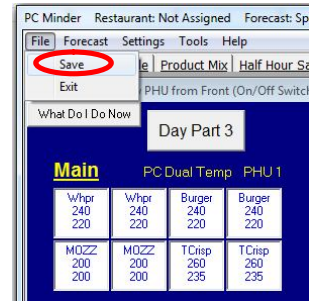 PC Minder Restaurant: Not Assigned Forecast: Sp
File Forecast Settings Tools Help
Save
Exit
le Product Mix Half Hour Sa
PHU from Front (On/Off Switch
What Do I Do Now
Day Part 3
Main PC Dual Temp PHU 1
Whpr Whpr Burger Burger
240 240 240 240
220 220 220 220
MOZZ MOZZ TCrisp TCrisp
200 200 260 260
200 200 235 235